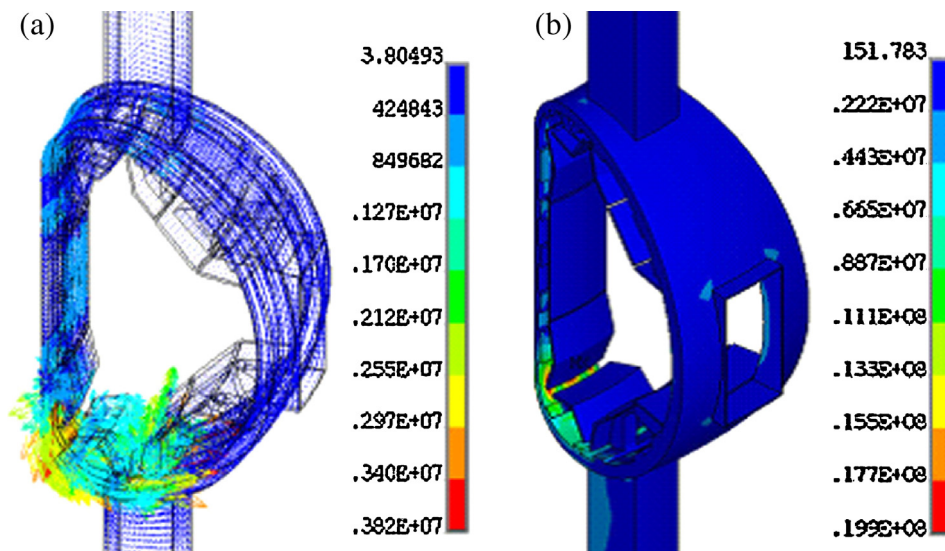 (a)
3.80493
424843
849682
.127E+07
.170E+07
.212E+07
.255E+07
.297E+07
.340E+07
.382E+07
(b)
151.783
.222E+07
.443E+07
.665E+07
.887E+07
.111E+08
.133E+08
.155E+08
.177E+08
.199E+08